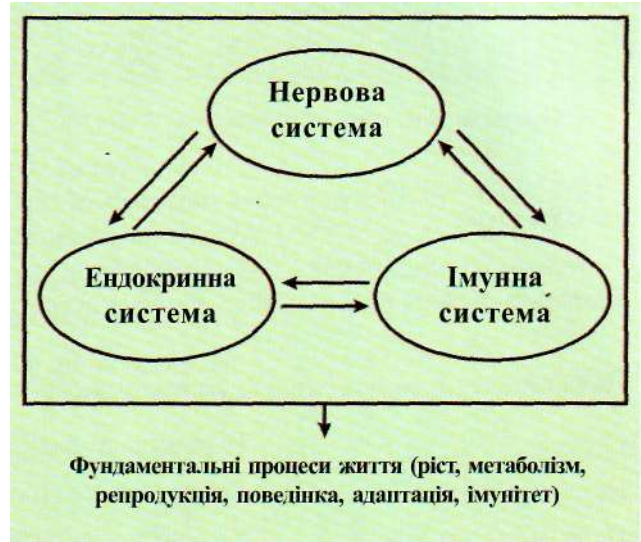 Нервова
система
Ендокринна
система
Імунна
система
Фундаментальні процеси життя (ріст, метаболізм,
репродукція, поведінка, адаптація, імунітет)